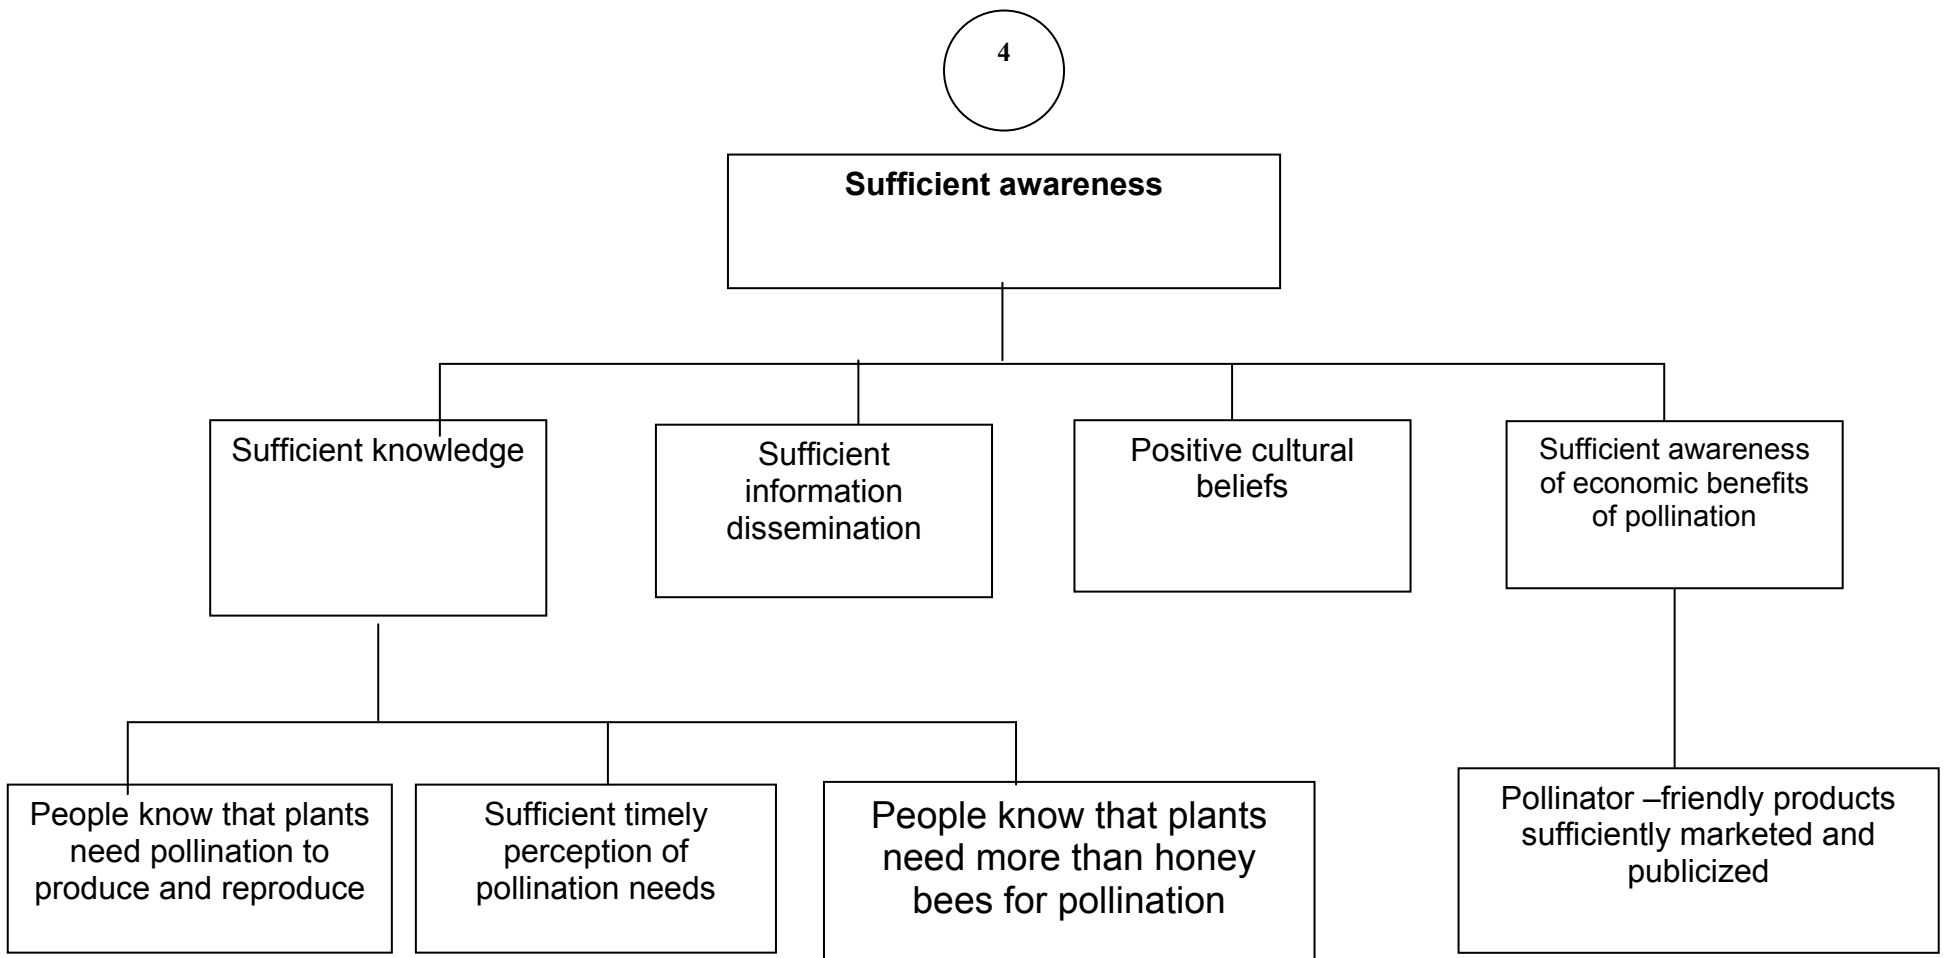 4
Sufficient awareness
Sufficient knowledge
Sufficient
information
dissemination
Positive cultural
beliefs
Sufficient awareness
of economic benefits
of pollination
People know that plants
need pollination to
produce and reproduce
Sufficient timely
perception of
pollination needs
People know that plants
need more than honey
bees for pollination
Pollinator –friendly products
sufficiently marketed and
publicized